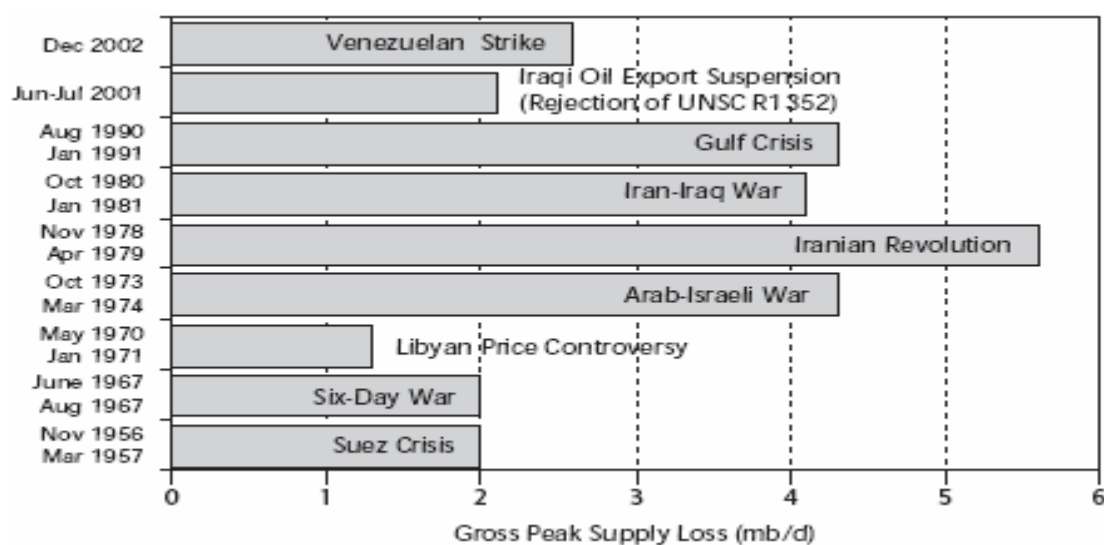 Dec 2002
Venezuelan Strike
Jun-Jul 2001
Iraqi Oil Export Suspension
(Rejection of UNSC R1352)
Aug 1990
Jan 1991
Gulf Crisis
Oct 1980
Jan 1981
Iran-Iraq War
Nov 1978
Apr 1979
Iranian Revolution
Oct 1973
Mar 1974
Arab-Israeli War
May 1970
Jan 1971
Libyan Price Controversy
June 1967
Aug 1967
Six-Day War
Nov 1956
Mar 1957
Suez Crisis
0 1 2 3 4 5 6
Gross Peak Supply Loss (mb/d)